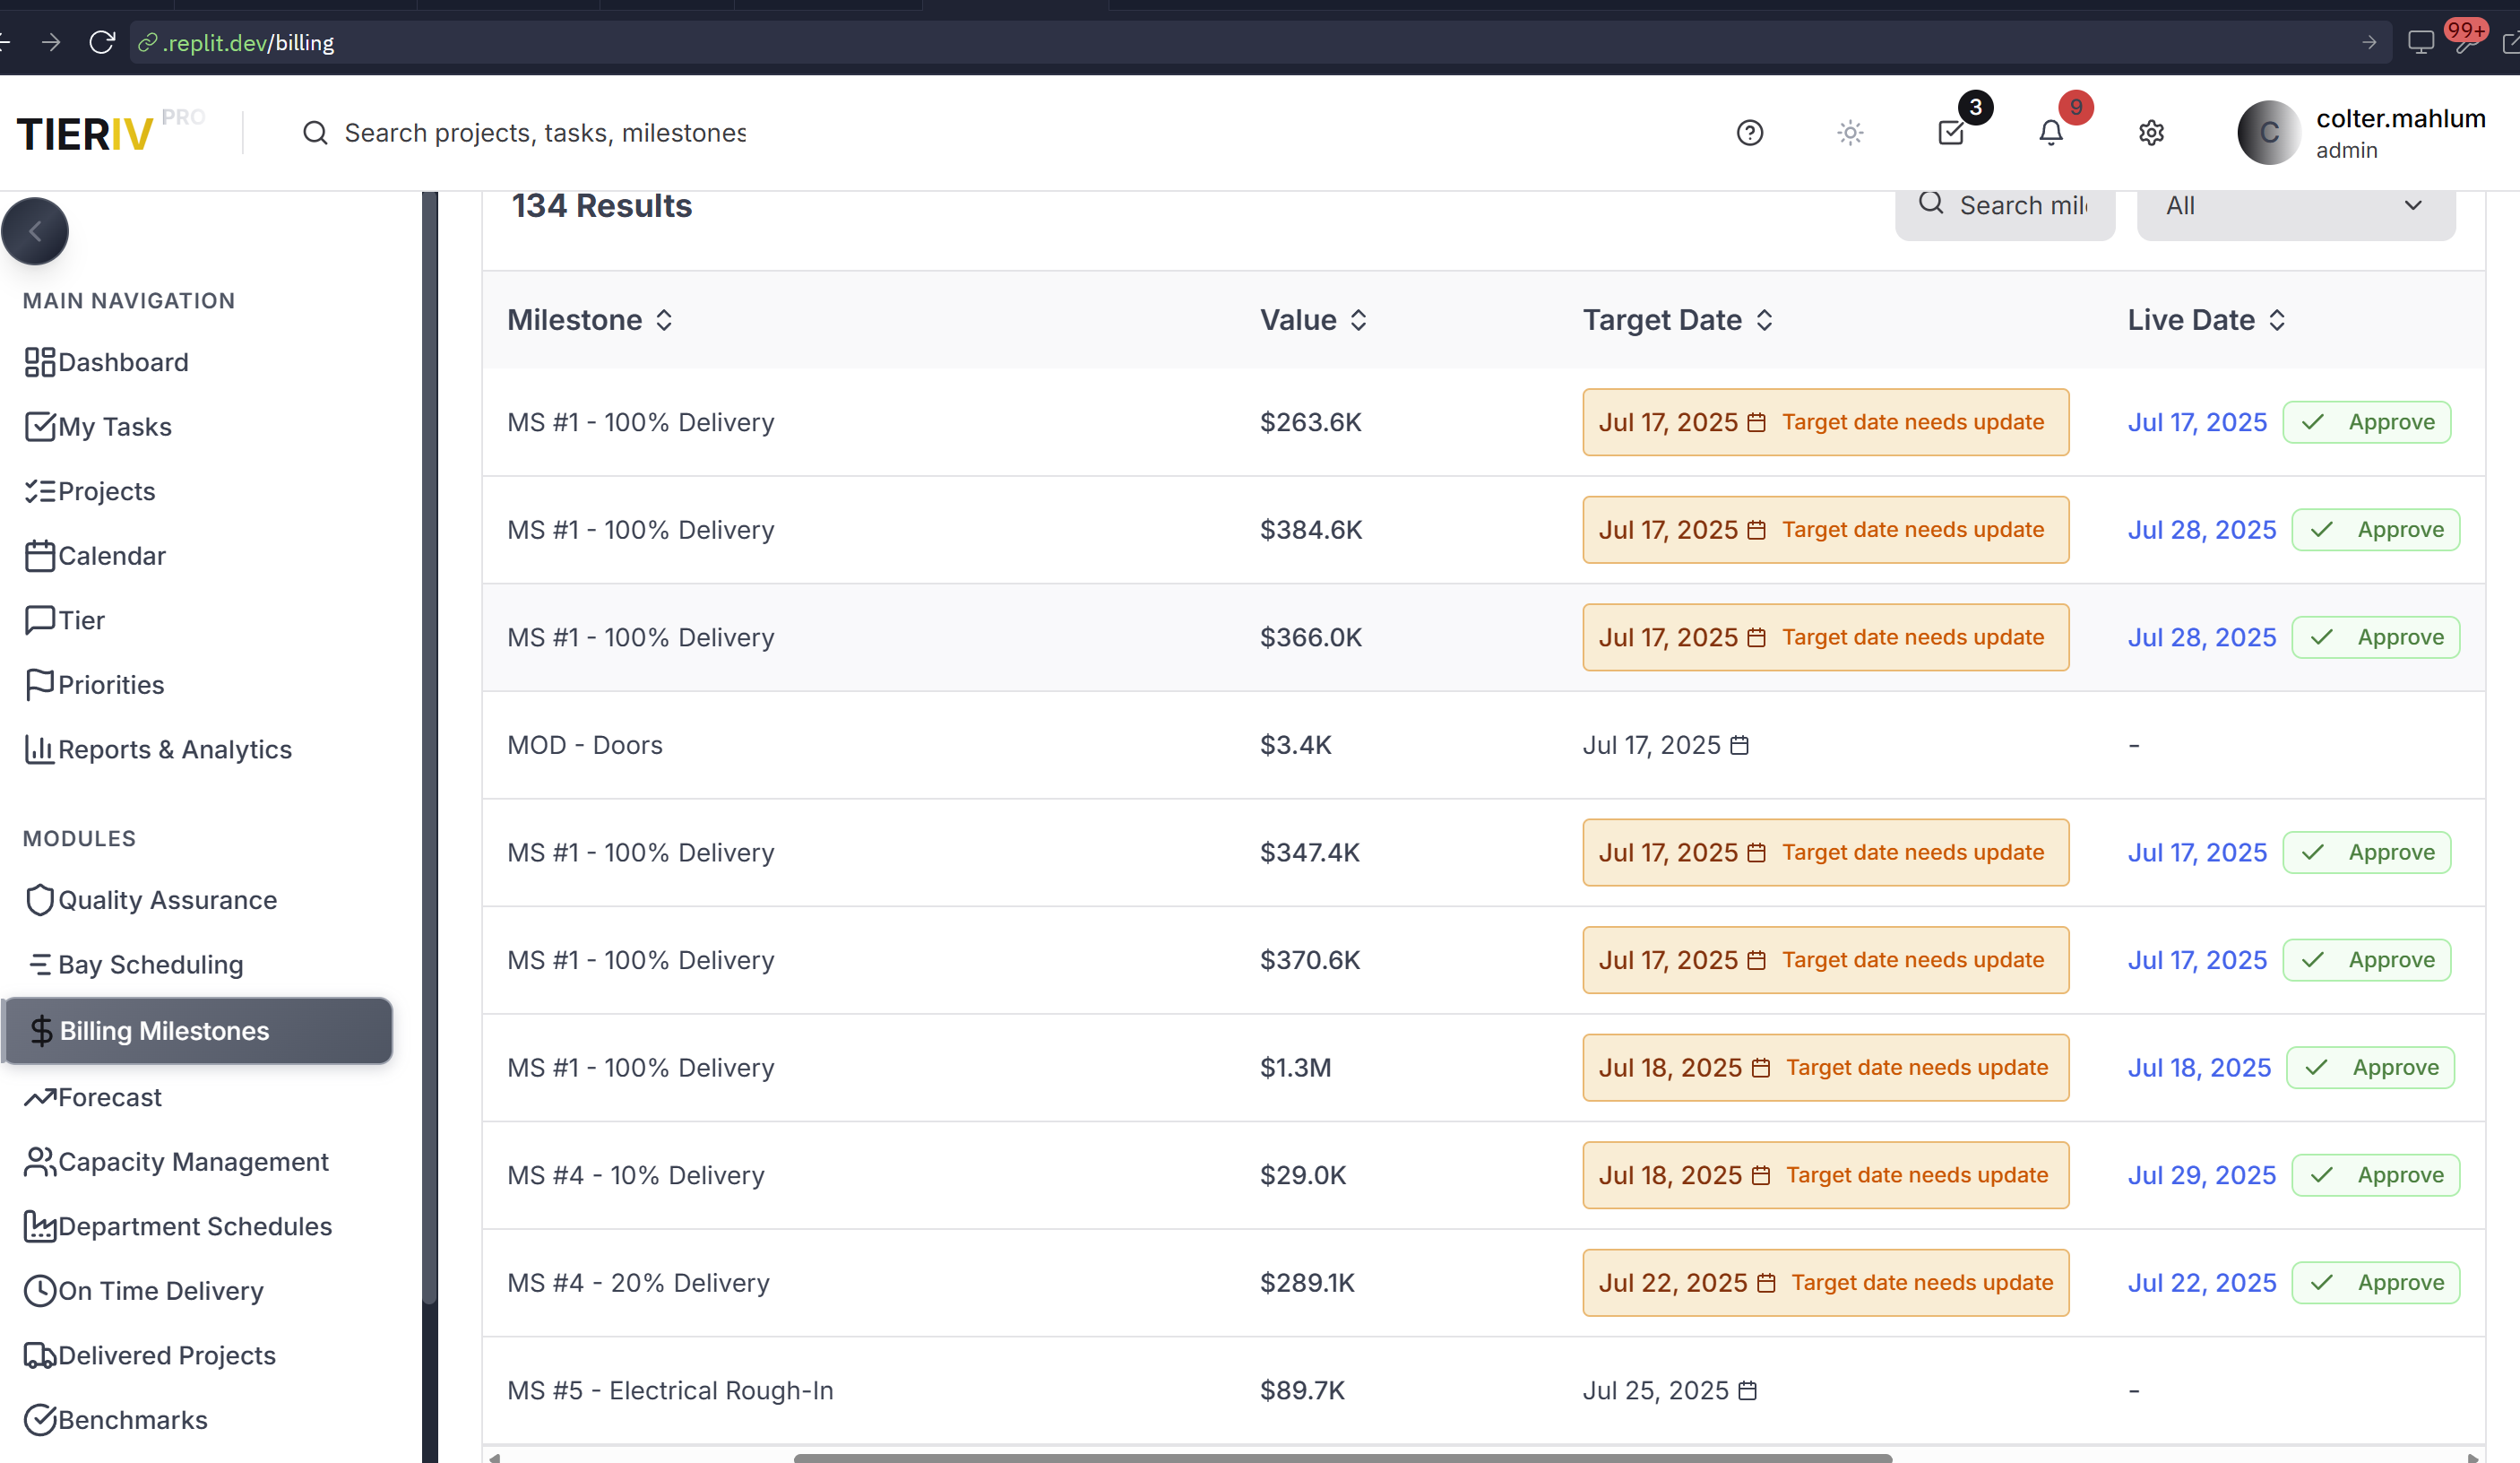 .replit.dev/billing
99+
TIERIV PRO
Search projects, tasks, milestones
3
9
C
colter.mahlum
admin
MAIN NAVIGATION
Dashboard
My Tasks
Projects
Calendar
Tier
Priorities
Reports & Analytics
MODULES
Quality Assurance
Bay Scheduling
Billing Milestones
Forecast
Capacity Management
Department Schedules
On Time Delivery
Delivered Projects
Benchmarks
134 Results
Search mil
All
Milestone Value Target Date Live Date
MS #1 - 100% Delivery $263.6K Jul 17, 2025 Target date needs update Jul 17, 2025 Approve
MS #1 - 100% Delivery $384.6K Jul 17, 2025 Target date needs update Jul 28, 2025 Approve
MS #1 - 100% Delivery $366.0K Jul 17, 2025 Target date needs update Jul 28, 2025 Approve
MOD - Doors $3.4K Jul 17, 2025 -
MS #1 - 100% Delivery $347.4K Jul 17, 2025 Target date needs update Jul 17, 2025 Approve
MS #1 - 100% Delivery $370.6K Jul 17, 2025 Target date needs update Jul 17, 2025 Approve
MS #1 - 100% Delivery $1.3M Jul 18, 2025 Target date needs update Jul 18, 2025 Approve
MS #4 - 10% Delivery $29.0K Jul 18, 2025 Target date needs update Jul 29, 2025 Approve
MS #4 - 20% Delivery $289.1K Jul 22, 2025 Target date needs update Jul 22, 2025 Approve
MS #5 - Electrical Rough-In $89.7K Jul 25, 2025 -